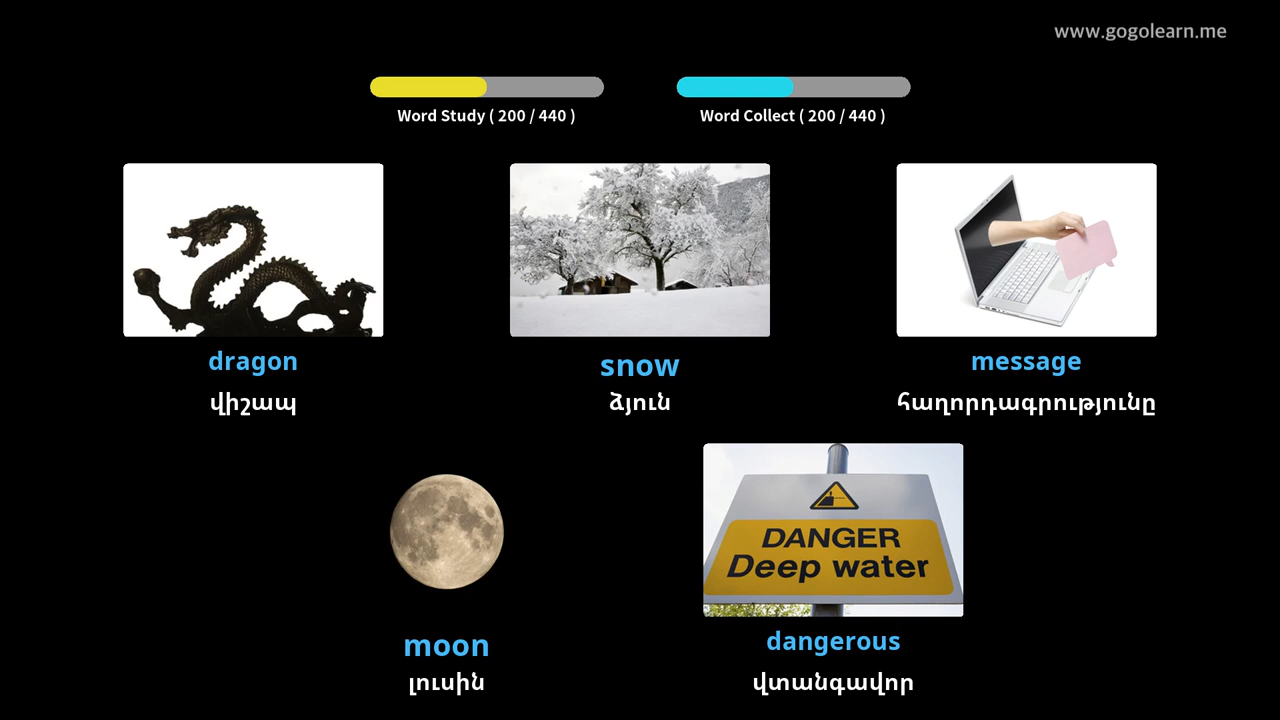 www.gogolearn.me
Word Study ( 200 / 440 )
Word Collect ( 200 / 440 )
dragon
snow
message
վիշապ
ձյուն
հաղորդագրությունը
DANGER
Deep water
moon
dangerous
լուսին
վտանգավոր